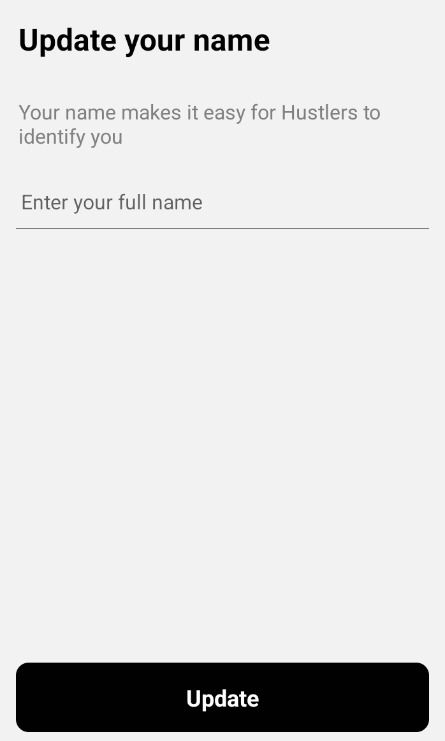 Update your name
Your name makes it easy for Hustlers to
identify you
Enter your full name
Update